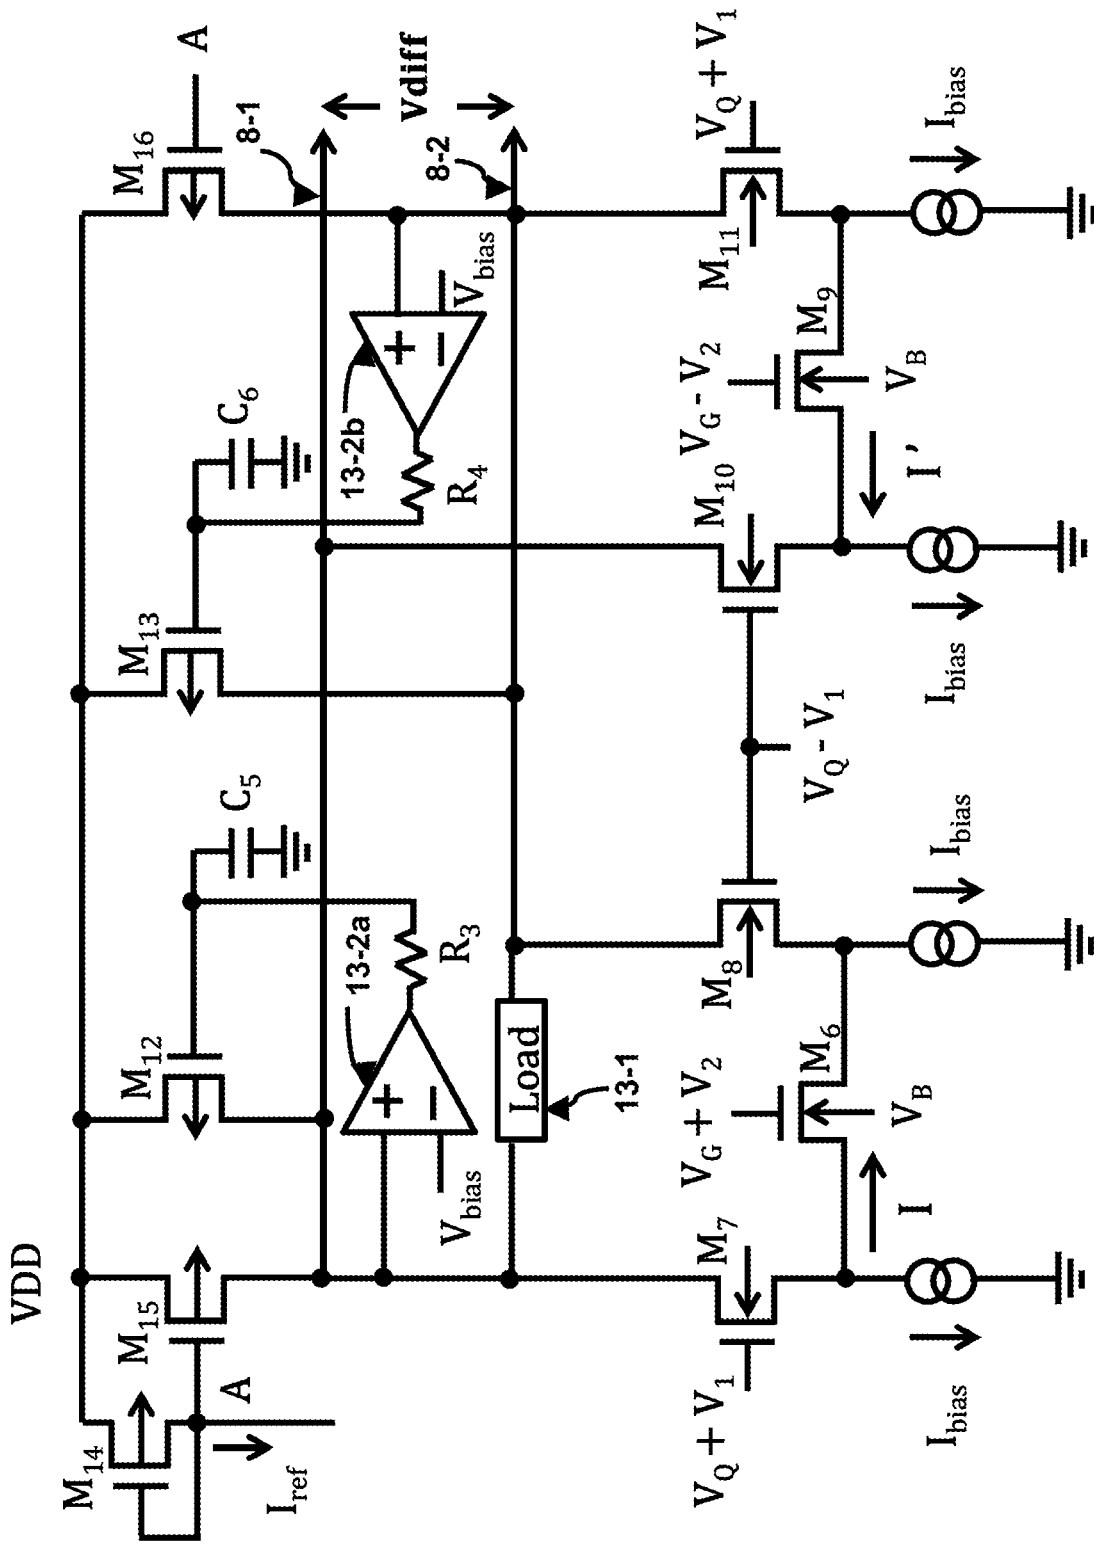 VDD
M14
M15
A
Iref
M12
C5
M13
C6
M16
A
13-2a
R3
Vbias
13-2b
R4
Vbias
8-1
8-2
Vdiff
Load
13-1
VQ + V1
M7
VG + V2
M6
VB
I
M8
VQ - V1
M10
VG - V2
M9
VB
I'
M11
VQ + V1
Ibias
Ibias
Ibias
Ibias
+
−
+
−